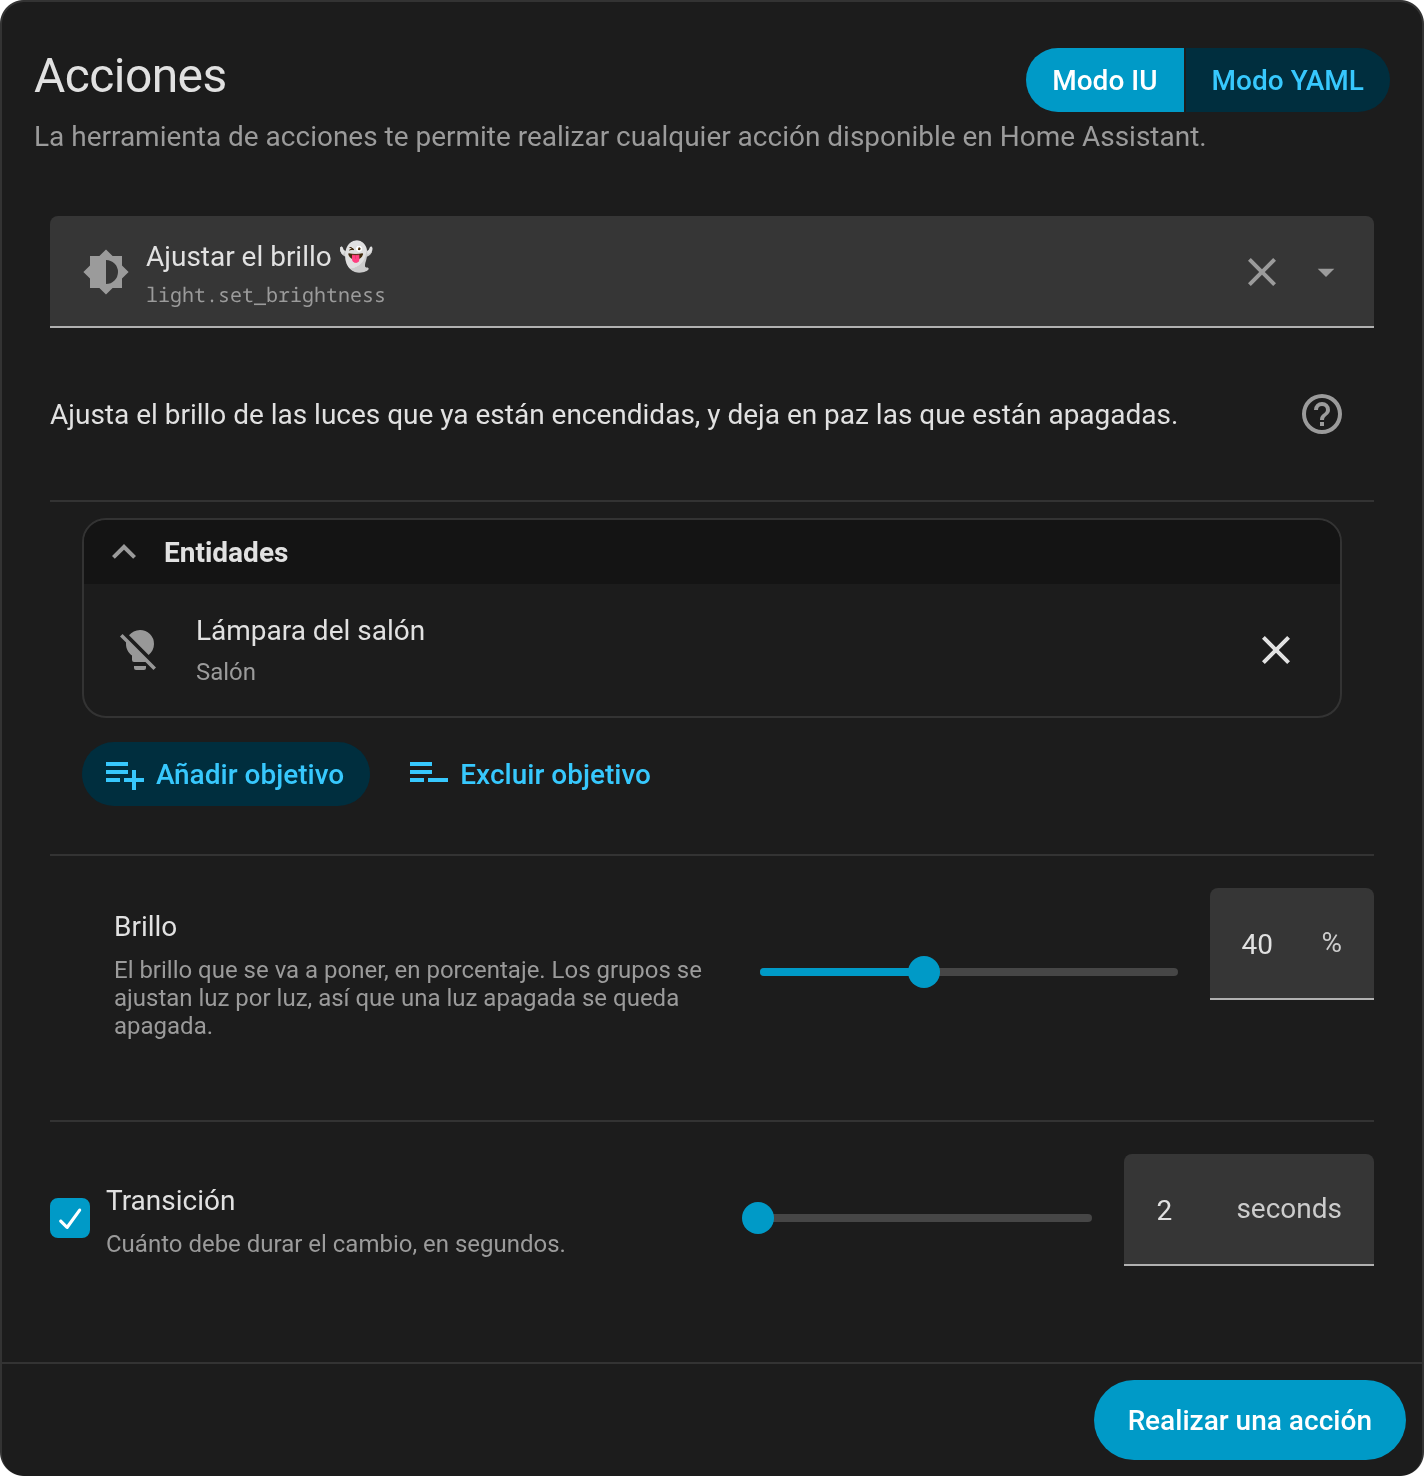 Acciones
Modo IU
Modo YAML
La herramienta de acciones te permite realizar cualquier acción disponible en Home Assistant.
Ajustar el brillo 👻
light.set_brightness
Ajusta el brillo de las luces que ya están encendidas, y deja en paz las que están apagadas.
Entidades
Lámpara del salón
Salón
Añadir objetivo
Excluir objetivo
Brillo
El brillo que se va a poner, en porcentaje. Los grupos se
ajustan luz por luz, así que una luz apagada se queda
apagada.
40 %
Transición
Cuánto debe durar el cambio, en segundos.
2 seconds
Realizar una acción